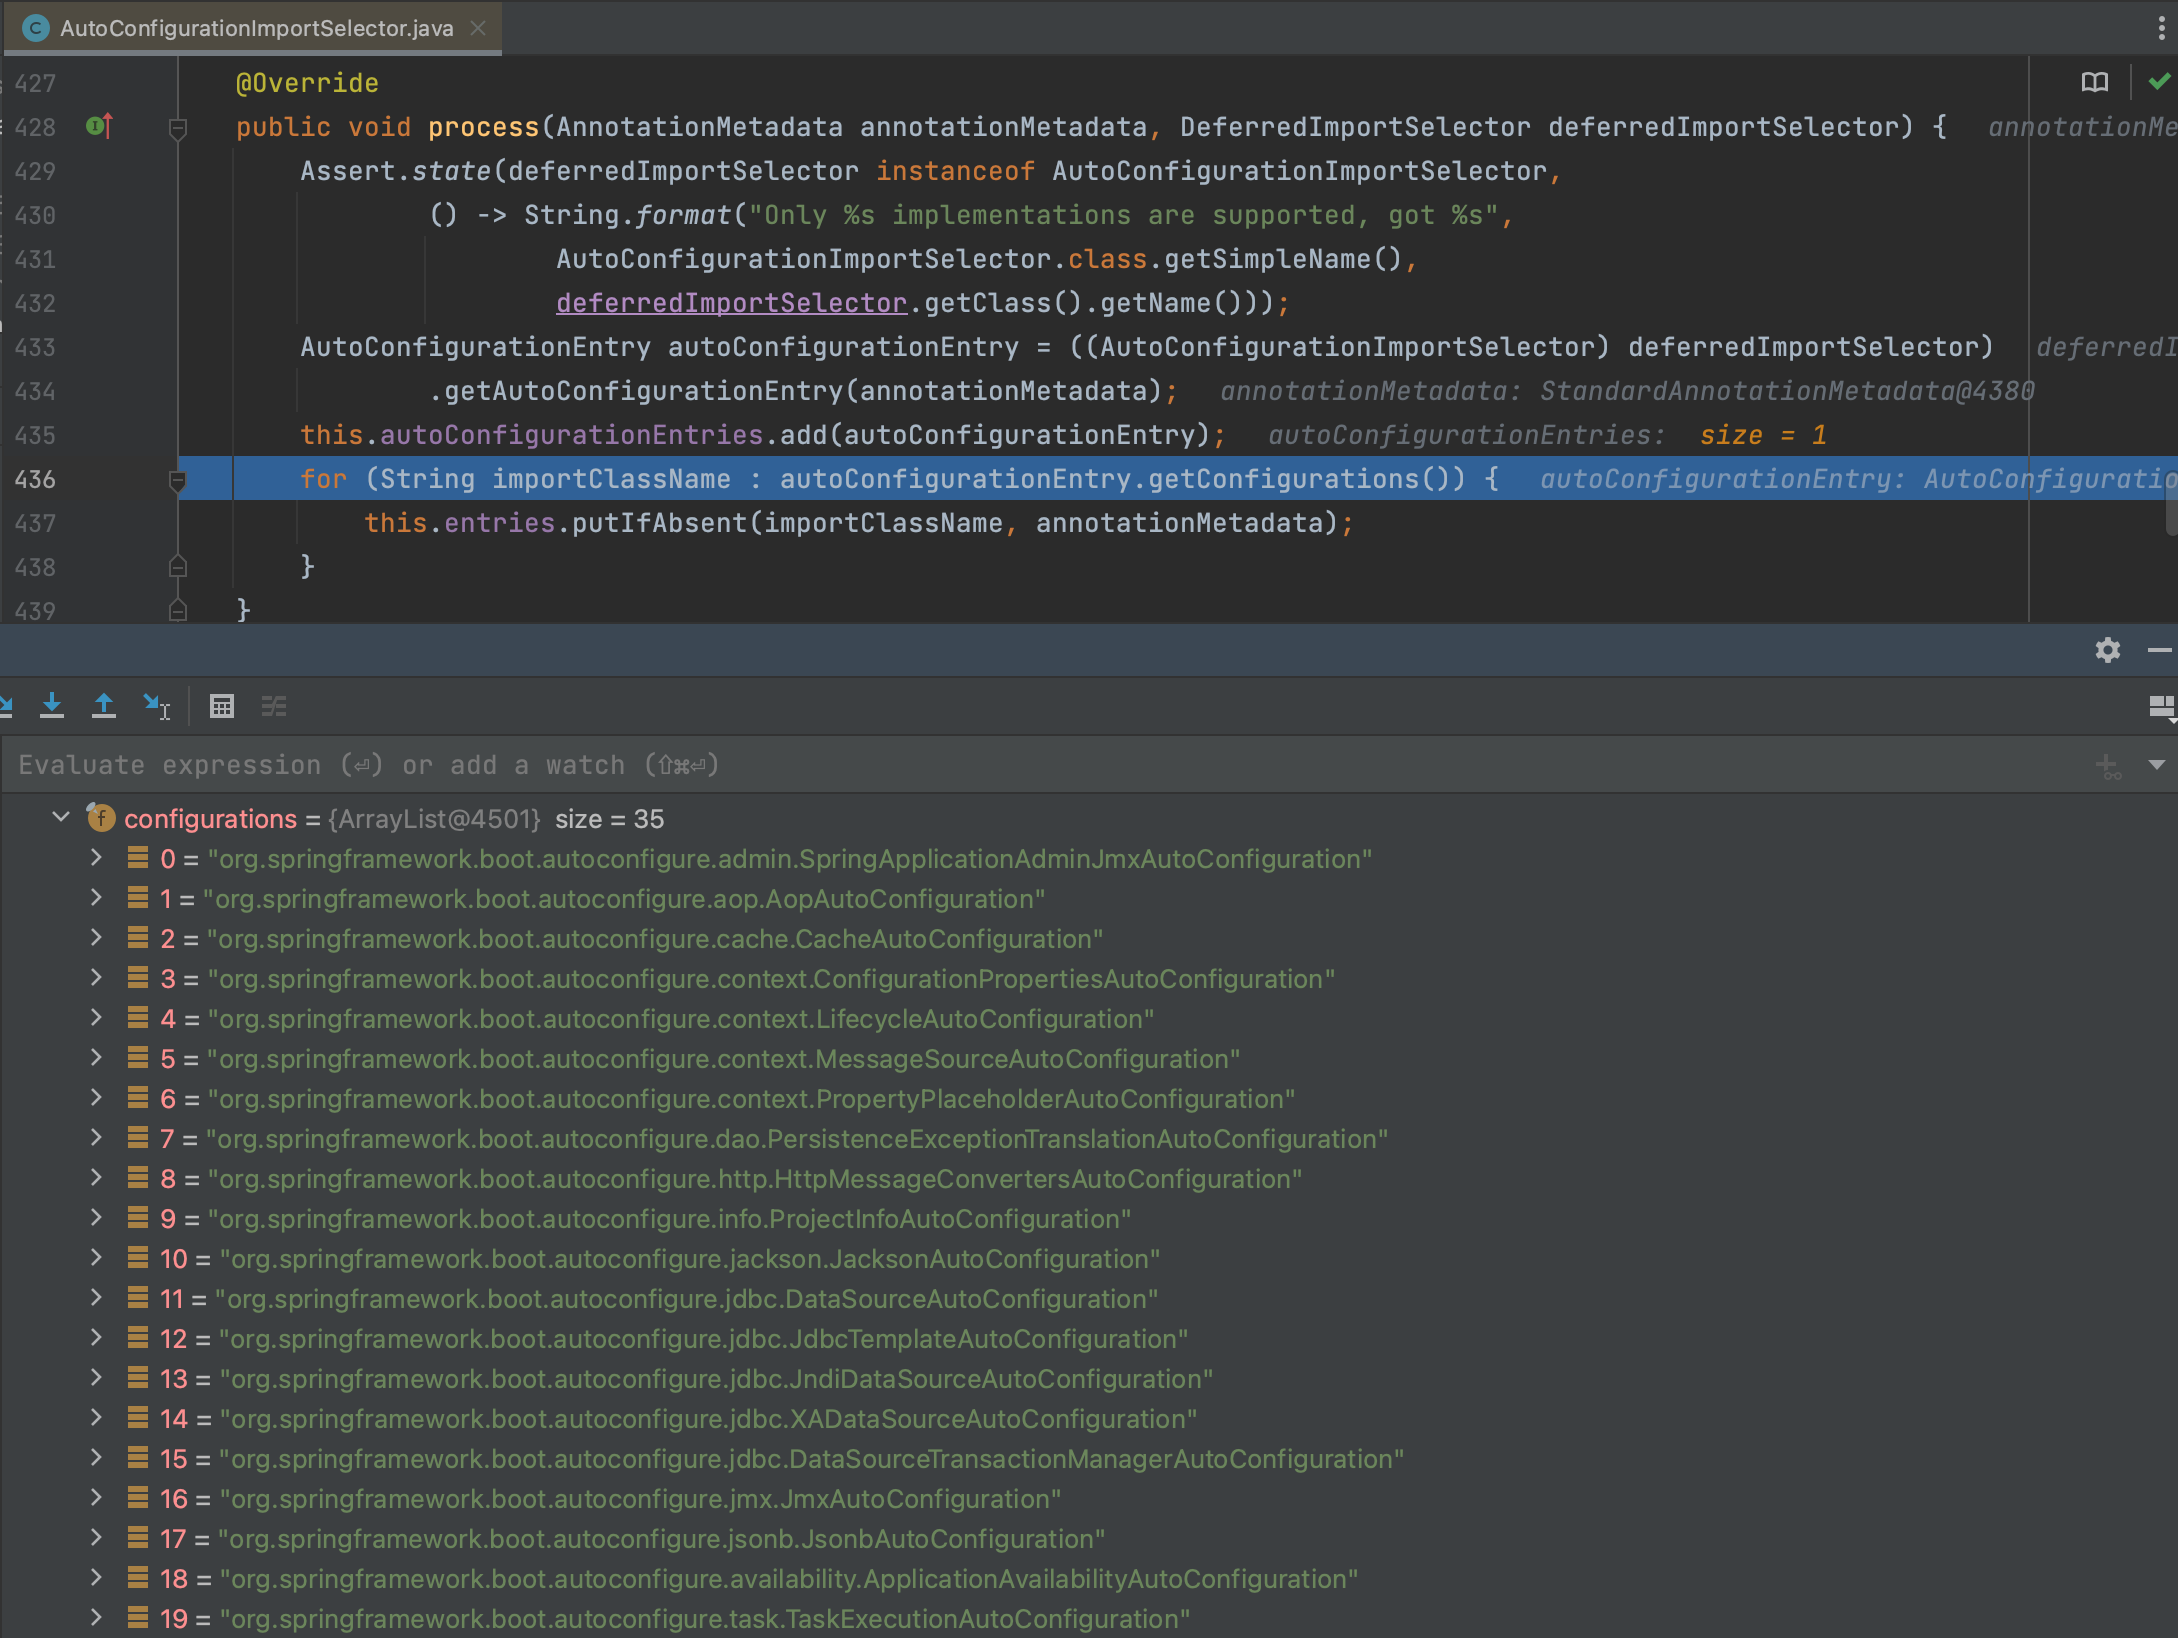 AutoConfigurationImportSelector.java
427 @Override
428 public void process(AnnotationMetadata annotationMetadata, DeferredImportSelector deferredImportSelector) {
429 Assert.state(deferredImportSelector instanceof AutoConfigurationImportSelector,
430 () -> String.format("Only %s implementations are supported, got %s",
431 AutoConfigurationImportSelector.class.getSimpleName(),
432 deferredImportSelector.getClass().getName()));
433 AutoConfigurationEntry autoConfigurationEntry = ((AutoConfigurationImportSelector) deferredImportSelector)
434 .getAutoConfigurationEntry(annotationMetadata); annotationMetadata: StandardAnnotationMetadata@4380
435 this.autoConfigurationEntries.add(autoConfigurationEntry); autoConfigurationEntries: size = 1
436 for (String importClassName : autoConfigurationEntry.getConfigurations()) { autoConfigurationEntry:
437 this.entries.putIfAbsent(importClassName, annotationMetadata);
438 }
439 }
Evaluate expression (⏎) or add a watch (⇧⌘⏎)
configurations = {ArrayList@4501} size = 35
0 = "org.springframework.boot.autoconfigure.admin.SpringApplicationAdminJmxAutoConfiguration"
1 = "org.springframework.boot.autoconfigure.aop.AopAutoConfiguration"
2 = "org.springframework.boot.autoconfigure.cache.CacheAutoConfiguration"
3 = "org.springframework.boot.autoconfigure.context.ConfigurationPropertiesAutoConfiguration"
4 = "org.springframework.boot.autoconfigure.context.LifecycleAutoConfiguration"
5 = "org.springframework.boot.autoconfigure.context.MessageSourceAutoConfiguration"
6 = "org.springframework.boot.autoconfigure.context.PropertyPlaceholderAutoConfiguration"
7 = "org.springframework.boot.autoconfigure.dao.PersistenceExceptionTranslationAutoConfiguration"
8 = "org.springframework.boot.autoconfigure.http.HttpMessageConvertersAutoConfiguration"
9 = "org.springframework.boot.autoconfigure.info.ProjectInfoAutoConfiguration"
10 = "org.springframework.boot.autoconfigure.jackson.JacksonAutoConfiguration"
11 = "org.springframework.boot.autoconfigure.jdbc.DataSourceAutoConfiguration"
12 = "org.springframework.boot.autoconfigure.jdbc.JdbcTemplateAutoConfiguration"
13 = "org.springframework.boot.autoconfigure.jdbc.JndiDataSourceAutoConfiguration"
14 = "org.springframework.boot.autoconfigure.jdbc.XADataSourceAutoConfiguration"
15 = "org.springframework.boot.autoconfigure.jdbc.DataSourceTransactionManagerAutoConfiguration"
16 = "org.springframework.boot.autoconfigure.jmx.JmxAutoConfiguration"
17 = "org.springframework.boot.autoconfigure.jsonb.JsonbAutoConfiguration"
18 = "org.springframework.boot.autoconfigure.availability.ApplicationAvailabilityAutoConfiguration"
19 = "org.springframework.boot.autoconfigure.task.TaskExecutionAutoConfiguration"